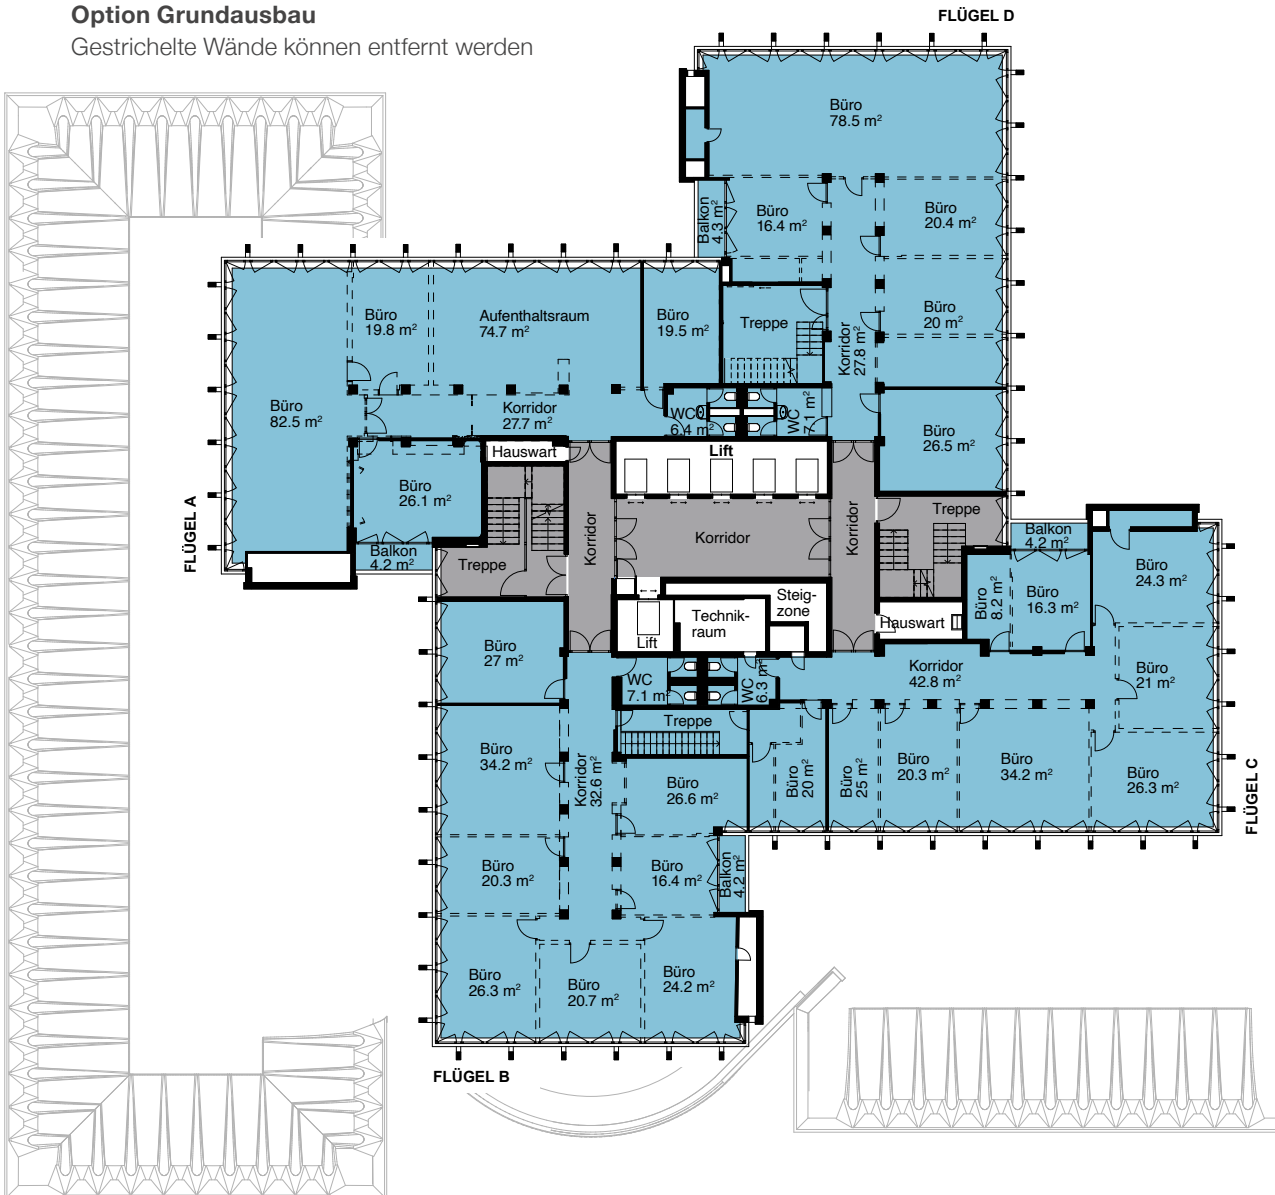 Option Grundausbau
Gestrichelte Wände können entfernt werden
FLÜGEL D
Büro
78.5 m²
Balkon
4.3 m²
Büro
16.4 m²
Büro
20.4 m²
Büro
20 m²
Treppe
Korridor
27.8 m²
Büro
26.5 m²
Büro
19.8 m²
Aufenthaltsraum
74.7 m²
Büro
19.5 m²
Büro
82.5 m²
Korridor
27.7 m²
WC
6.4 m²
WC
7.1 m²
Hauswart
Lift
Büro
26.1 m²
Balkon
4.2 m²
FLÜGEL A
Treppe
Korridor
Korridor
Korridor
Treppe
Balkon
4.2 m²
Büro
24.3 m²
Büro
8.2 m²
Büro
16.3 m²
Steig-
zone
Technik-
raum
Lift
Hauswart
Büro
27 m²
WC
7.1 m²
WC
6.3 m²
Korridor
42.8 m²
Büro
21 m²
Treppe
Büro
34.2 m²
Korridor
32.6 m²
Büro
26.6 m²
Büro
20 m²
Büro
25 m²
Büro
20.3 m²
Büro
34.2 m²
Büro
26.3 m²
FLÜGEL C
Büro
20.3 m²
Büro
16.4 m²
Balkon
4.2 m²
Büro
26.3 m²
Büro
20.7 m²
Büro
24.2 m²
FLÜGEL B